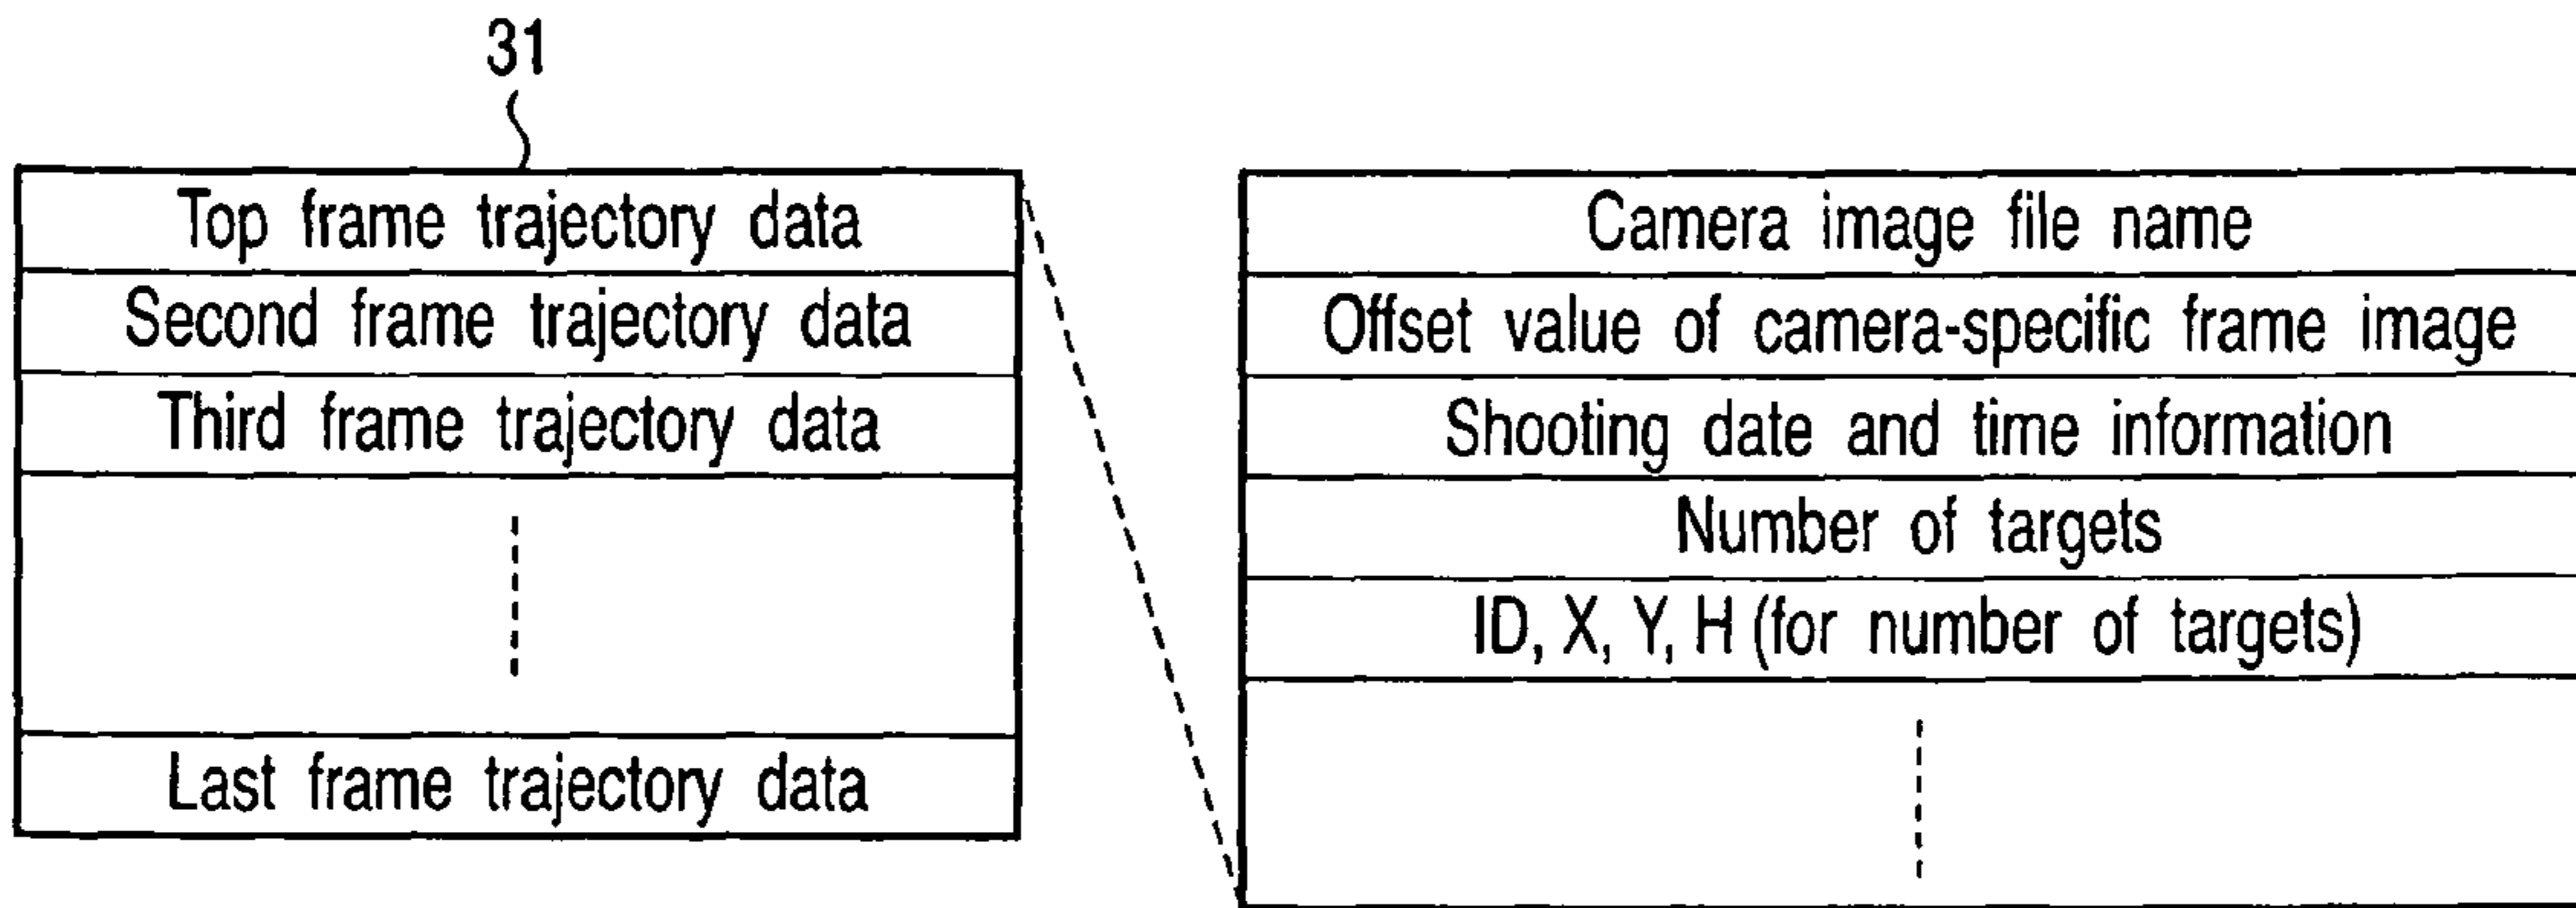 31
Top frame trajectory data
Second frame trajectory data
Third frame trajectory data
Last frame trajectory data
Camera image file name
Offset value of camera-specific frame image
Shooting date and time information
Number of targets
ID, X, Y, H (for number of targets)